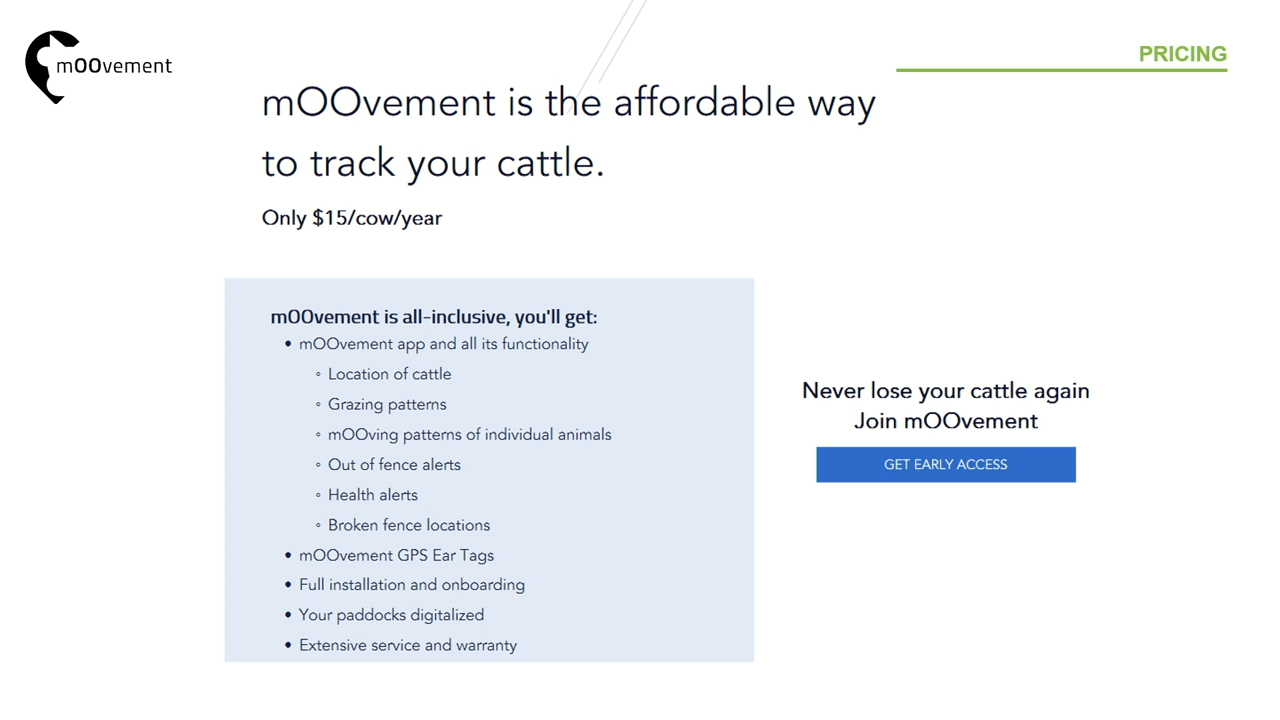 mOOvement
PRICING
mOOvement is the affordable way
to track your cattle.
Only $15/cow/year
mOOvement is all-inclusive, you'll get:
• mOOvement app and all its functionality
◦ Location of cattle
◦ Grazing patterns
◦ mOOving patterns of individual animals
◦ Out of fence alerts
◦ Health alerts
◦ Broken fence locations
• mOOvement GPS Ear Tags
• Full installation and onboarding
• Your paddocks digitalized
• Extensive service and warranty
Never lose your cattle again
Join mOOvement
GET EARLY ACCESS